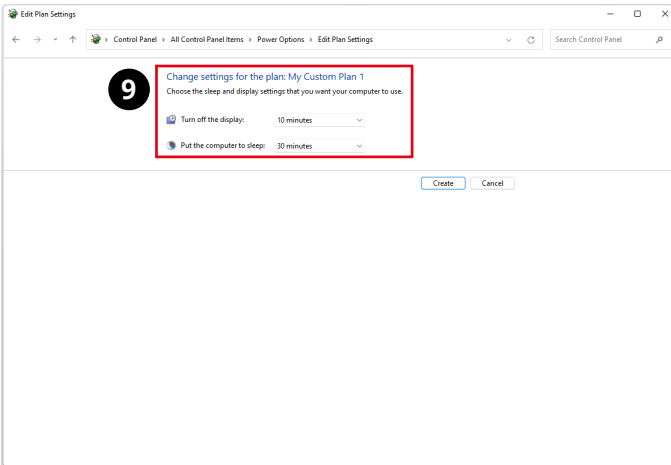 Edit Plan Settings
Control Panel > All Control Panel Items > Power Options > Edit Plan Settings
Search Control Panel
9
Change settings for the plan: My Custom Plan 1
Choose the sleep and display settings that you want your computer to use.
Turn off the display: 10 minutes
Put the computer to sleep: 30 minutes
Create Cancel